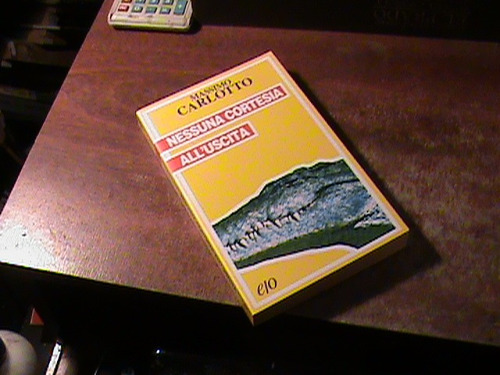 MASSIMO
CARLOTTO
NESSUNA CORTESIA
ALL'USCITA
e/o